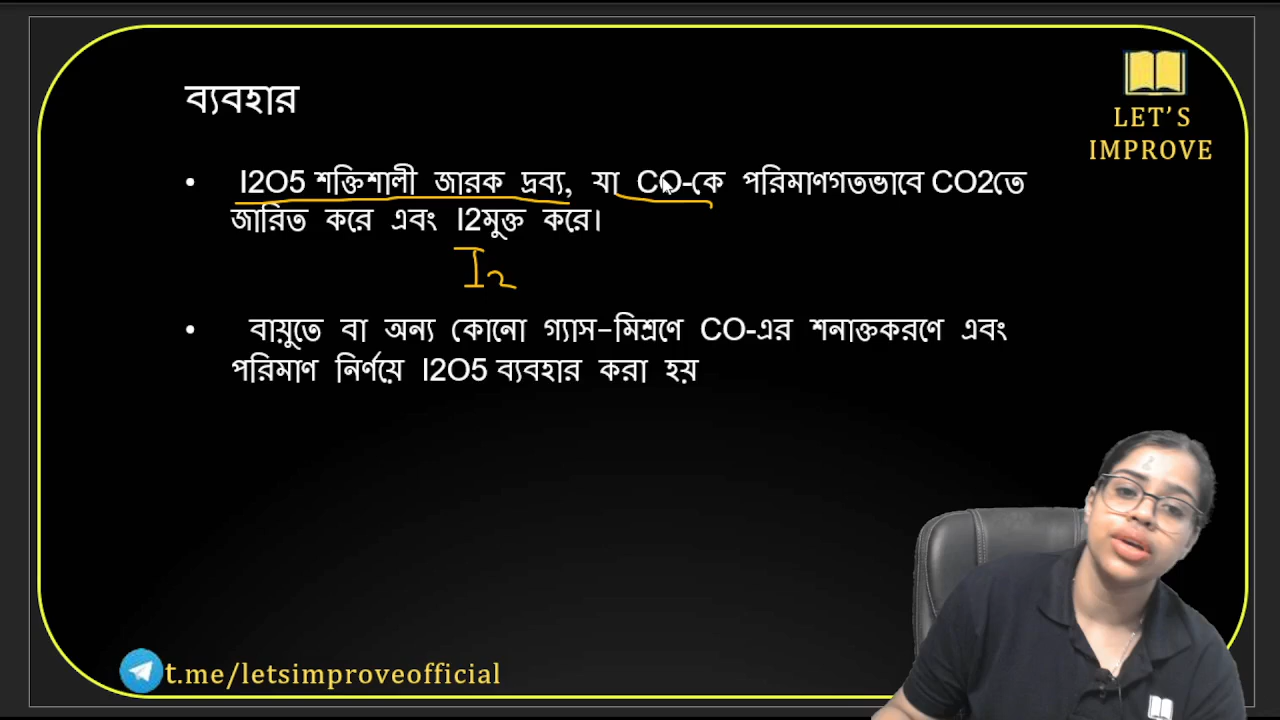 ব্যবহার
LET'S
IMPROVE
• I2O5 শক্তিশালী জারক দ্রব্য, যা CO-কে পরিমাণগতভাবে CO2তে
জারিত করে এবং I2মুক্ত করে।
I2
• বায়ুতে বা অন্য কোনো গ্যাস-মিশ্রণে CO-এর শনাক্তকরণে এবং
পরিমাণ নির্ণয়ে I2O5 ব্যবহার করা হয়
t.me/letsimproveofficial